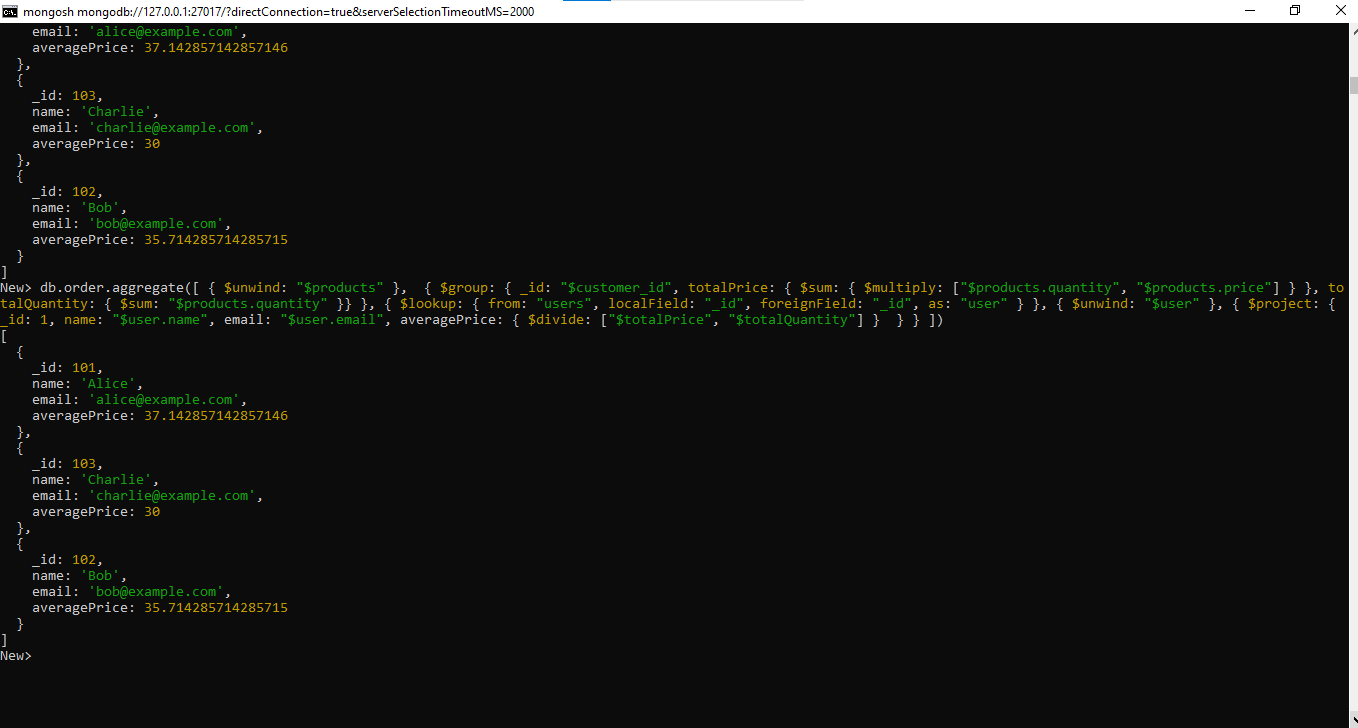 mongosh mongodb://127.0.0.1:27017/?directConnection=true&serverSelectionTimeoutMS=2000
    email: 'alice@example.com',
    averagePrice: 37.142857142857146
  },
  {
    _id: 103,
    name: 'Charlie',
    email: 'charlie@example.com',
    averagePrice: 30
  },
  {
    _id: 102,
    name: 'Bob',
    email: 'bob@example.com',
    averagePrice: 35.714285714285715
  }
]
New> db.order.aggregate([ { $unwind: "$products" },  { $group: { _id: "$customer_id", totalPrice: { $sum: { $multiply: ["$products.quantity", "$products.price"] } }, to
talQuantity: { $sum: "$products.quantity" }} }, { $lookup: { from: "users", localField: "_id", foreignField: "_id", as: "user" } }, { $unwind: "$user" }, { $project: {
_id: 1, name: "$user.name", email: "$user.email", averagePrice: { $divide: ["$totalPrice", "$totalQuantity"] }  } } ])
[
  {
    _id: 101,
    name: 'Alice',
    email: 'alice@example.com',
    averagePrice: 37.142857142857146
  },
  {
    _id: 103,
    name: 'Charlie',
    email: 'charlie@example.com',
    averagePrice: 30
  },
  {
    _id: 102,
    name: 'Bob',
    email: 'bob@example.com',
    averagePrice: 35.714285714285715
  }
]
New>